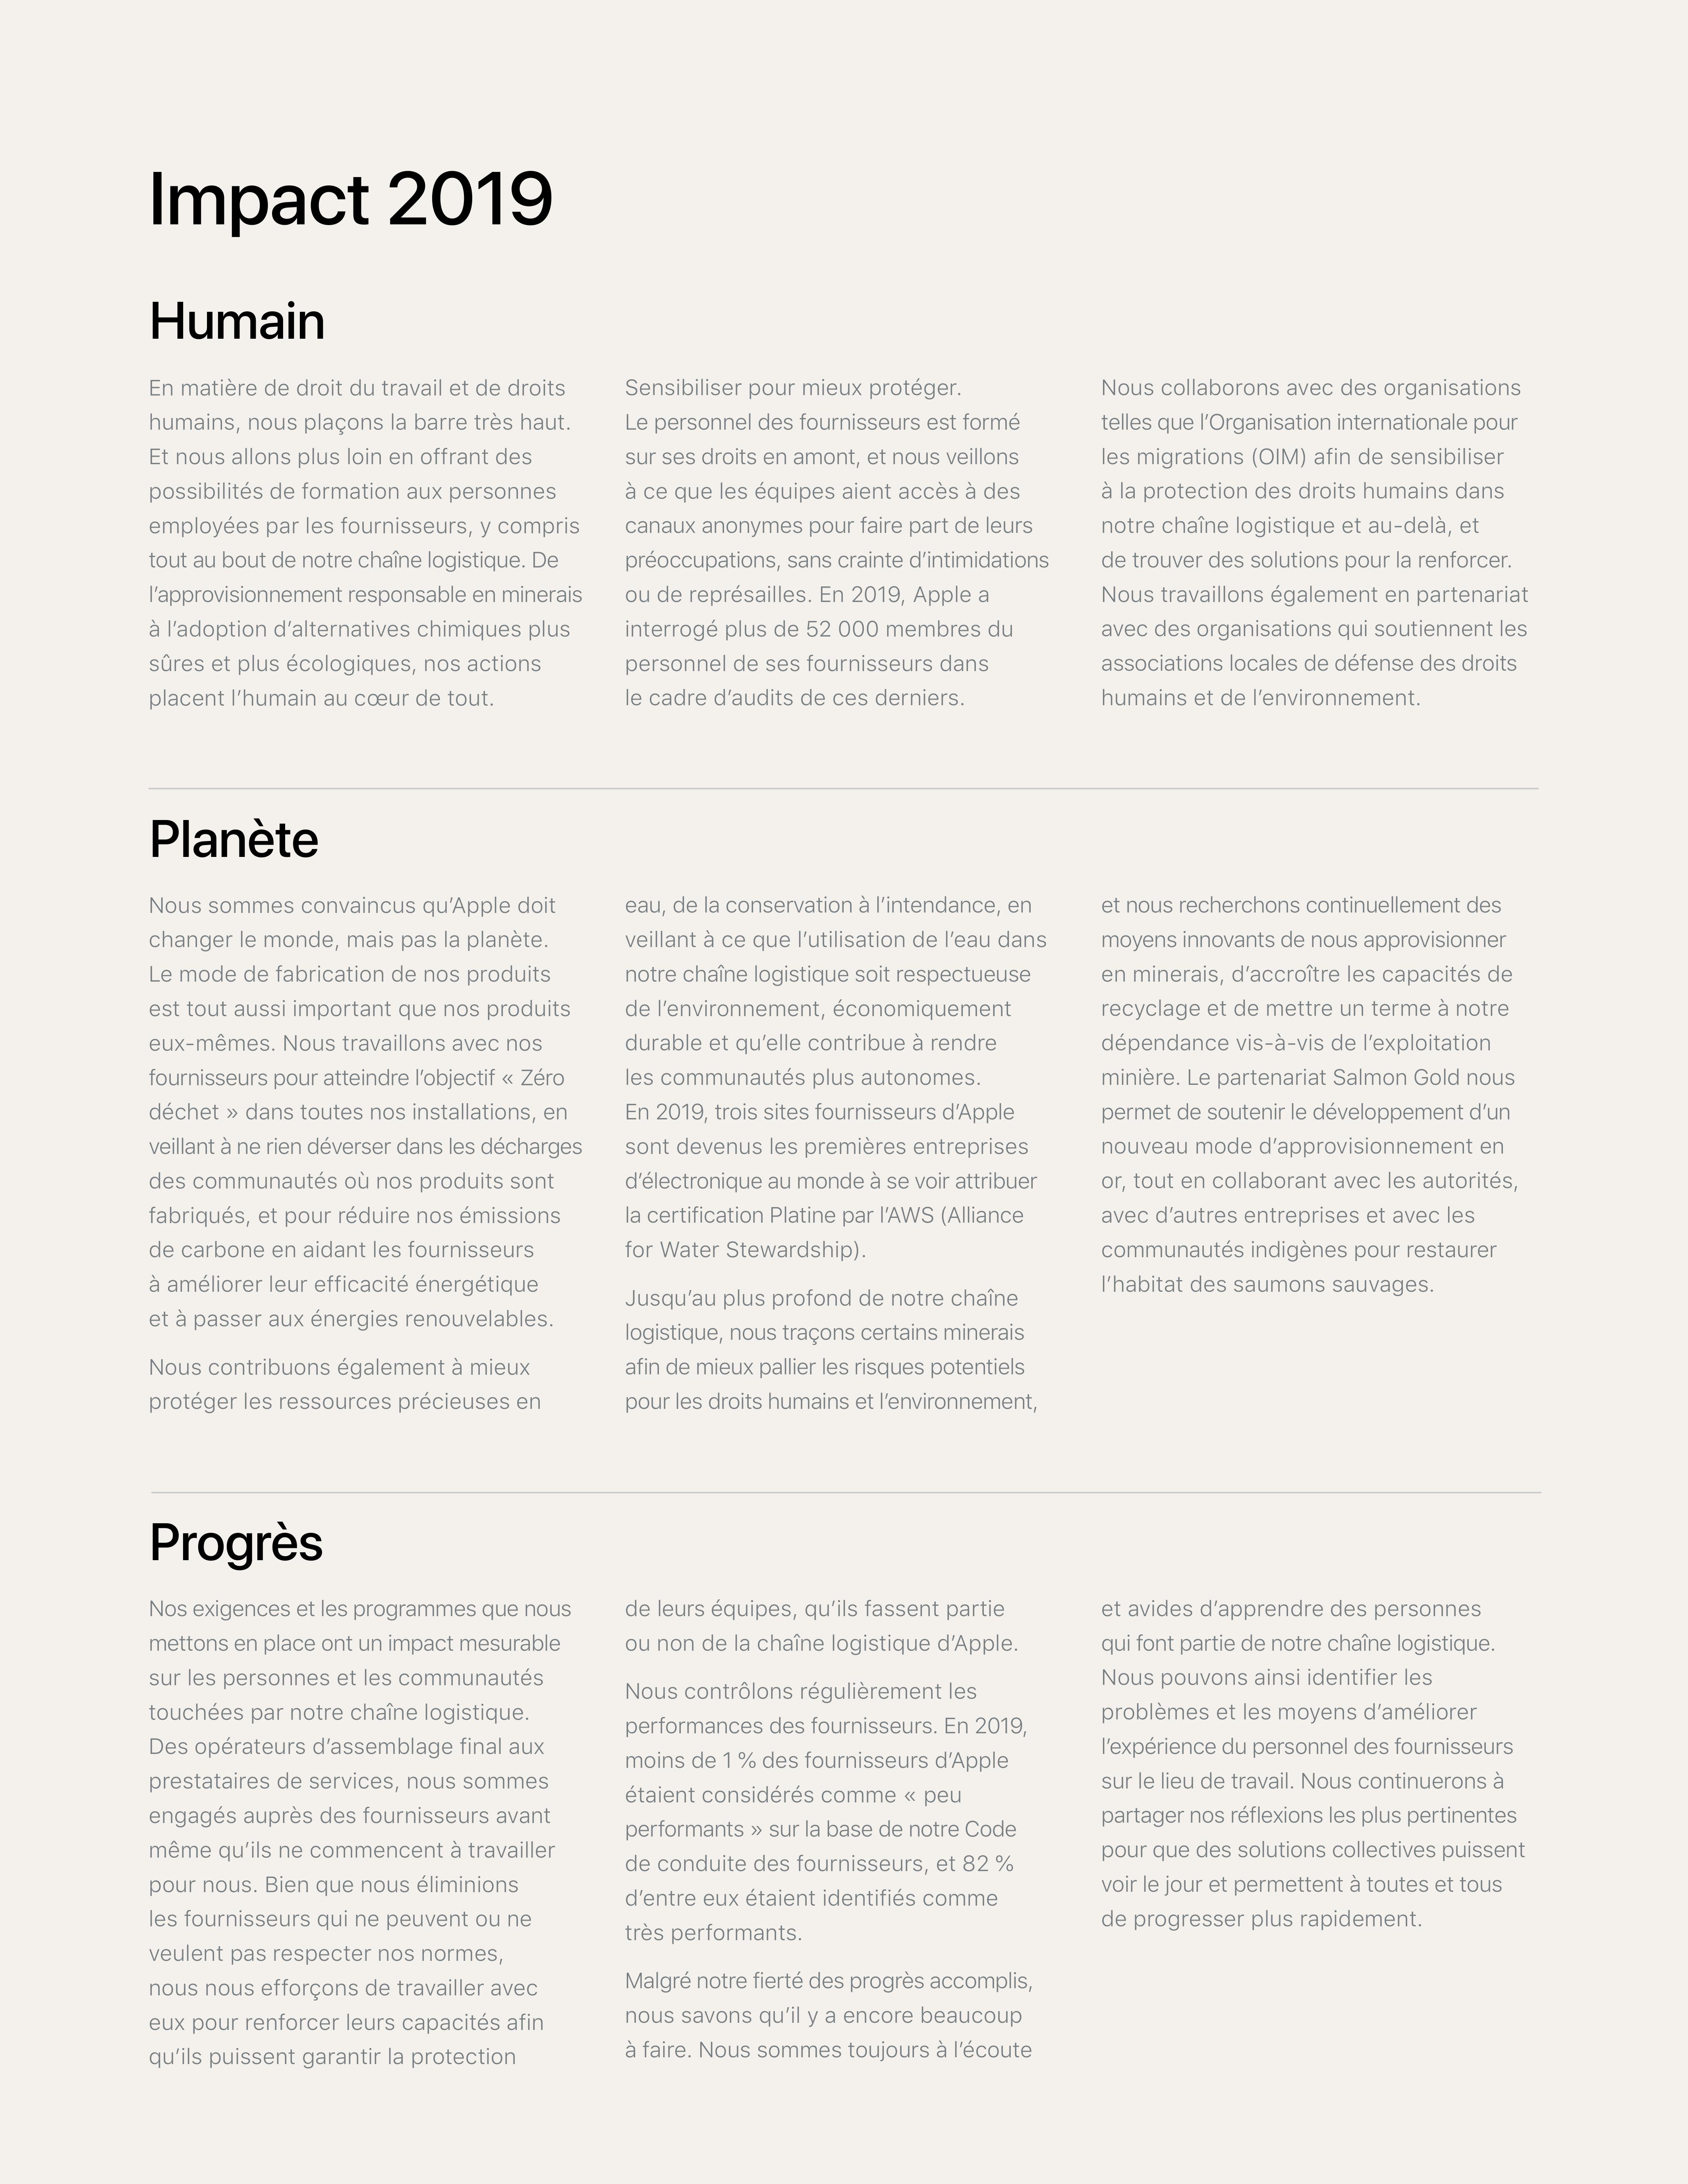 Impact 2019
Humain
En matière de droit du travail et de droits
humains, nous plaçons la barre très haut.
Et nous allons plus loin en offrant des
possibilités de formation aux personnes
employées par les fournisseurs, y compris
tout au bout de notre chaîne logistique. De
l’approvisionnement responsable en minerais
à l’adoption d’alternatives chimiques plus
sûres et plus écologiques, nos actions
placent l’humain au cœur de tout.
Sensibiliser pour mieux protéger.
Le personnel des fournisseurs est formé
sur ses droits en amont, et nous veillons
à ce que les équipes aient accès à des
canaux anonymes pour faire part de leurs
préoccupations, sans crainte d’intimidations
ou de représailles. En 2019, Apple a
interrogé plus de 52 000 membres du
personnel de ses fournisseurs dans
le cadre d’audits de ces derniers.
Nous collaborons avec des organisations
telles que l’Organisation internationale pour
les migrations (OIM) afin de sensibiliser
à la protection des droits humains dans
notre chaîne logistique et au-delà, et
de trouver des solutions pour la renforcer.
Nous travaillons également en partenariat
avec des organisations qui soutiennent les
associations locales de défense des droits
humains et de l’environnement.
Planète
Nous sommes convaincus qu’Apple doit
changer le monde, mais pas la planète.
Le mode de fabrication de nos produits
est tout aussi important que nos produits
eux-mêmes. Nous travaillons avec nos
fournisseurs pour atteindre l’objectif « Zéro
déchet » dans toutes nos installations, en
veillant à ne rien déverser dans les décharges
des communautés où nos produits sont
fabriqués, et pour réduire nos émissions
de carbone en aidant les fournisseurs
à améliorer leur efficacité énergétique
et à passer aux énergies renouvelables.
Nous contribuons également à mieux
protéger les ressources précieuses en
eau, de la conservation à l’intendance, en
veillant à ce que l’utilisation de l’eau dans
notre chaîne logistique soit respectueuse
de l’environnement, économiquement
durable et qu’elle contribue à rendre
les communautés plus autonomes.
En 2019, trois sites fournisseurs d’Apple
sont devenus les premières entreprises
d’électronique au monde à se voir attribuer
la certification Platine par l’AWS (Alliance
for Water Stewardship).
Jusqu’au plus profond de notre chaîne
logistique, nous traçons certains minerais
afin de mieux pallier les risques potentiels
pour les droits humains et l’environnement,
et nous recherchons continuellement des
moyens innovants de nous approvisionner
en minerais, d’accroître les capacités de
recyclage et de mettre un terme à notre
dépendance vis-à-vis de l’exploitation
minière. Le partenariat Salmon Gold nous
permet de soutenir le développement d’un
nouveau mode d’approvisionnement en
or, tout en collaborant avec les autorités,
avec d’autres entreprises et avec les
communautés indigènes pour restaurer
l’habitat des saumons sauvages.
Progrès
Nos exigences et les programmes que nous
mettons en place ont un impact mesurable
sur les personnes et les communautés
touchées par notre chaîne logistique.
Des opérateurs d’assemblage final aux
prestataires de services, nous sommes
engagés auprès des fournisseurs avant
même qu’ils ne commencent à travailler
pour nous. Bien que nous éliminions
les fournisseurs qui ne peuvent ou ne
veulent pas respecter nos normes,
nous nous efforçons de travailler avec
eux pour renforcer leurs capacités afin
qu’ils puissent garantir la protection
de leurs équipes, qu’ils fassent partie
ou non de la chaîne logistique d’Apple.
Nous contrôlons régulièrement les
performances des fournisseurs. En 2019,
moins de 1 % des fournisseurs d’Apple
étaient considérés comme « peu
performants » sur la base de notre Code
de conduite des fournisseurs, et 82 %
d’entre eux étaient identifiés comme
très performants.
Malgré notre fierté des progrès accomplis,
nous savons qu’il y a encore beaucoup
à faire. Nous sommes toujours à l’écoute
et avides d’apprendre des personnes
qui font partie de notre chaîne logistique.
Nous pouvons ainsi identifier les
problèmes et les moyens d’améliorer
l’expérience du personnel des fournisseurs
sur le lieu de travail. Nous continuerons à
partager nos réflexions les plus pertinentes
pour que des solutions collectives puissent
voir le jour et permettent à toutes et tous
de progresser plus rapidement.